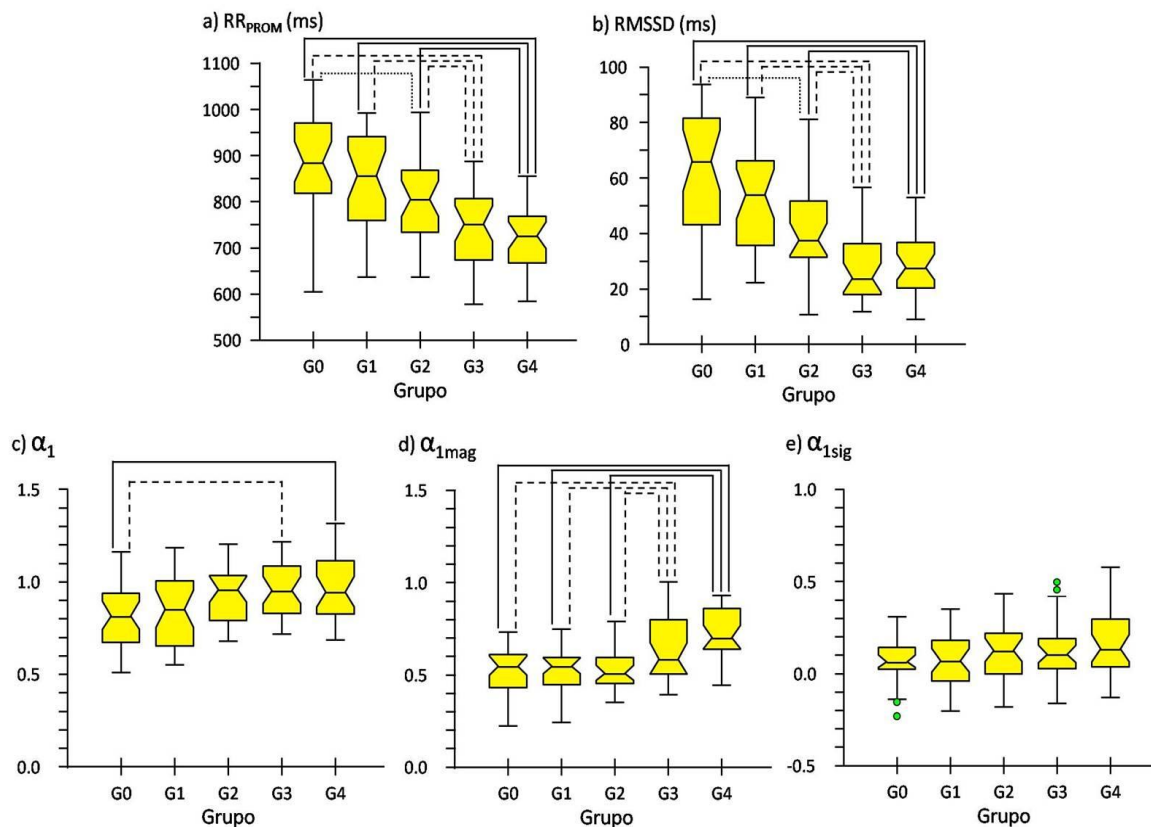 a) RR_PROM (ms)
1100
1000
900
800
700
600
500
G0 G1 G2 G3 G4
Grupo
b) RMSSD (ms)
100
80
60
40
20
0
G0 G1 G2 G3 G4
Grupo
c) α₁
1.5
1.0
0.5
0.0
G0 G1 G2 G3 G4
Grupo
d) α₁mag
1.5
1.0
0.5
0.0
G0 G1 G2 G3 G4
Grupo
e) α₁sig
1.0
0.5
0.0
-0.5
G0 G1 G2 G3 G4
Grupo